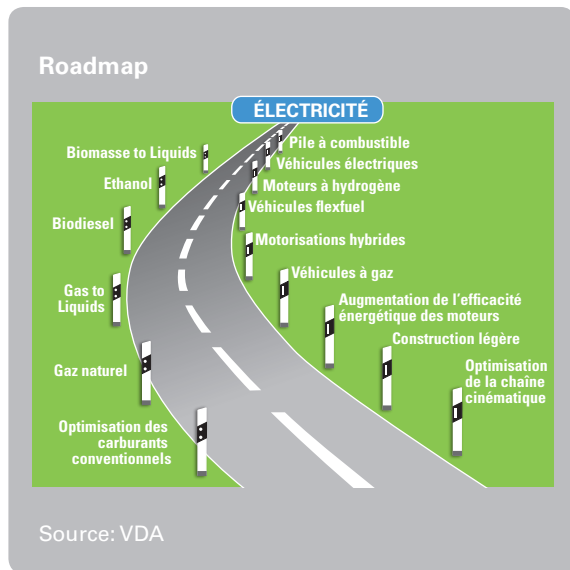 Roadmap
ÉLECTRICITÉ
Biomasse to Liquids
Ethanol
Biodiesel
Gas to
Liquids
Gaz naturel
Optimisation des
carburants
conventionnels
Pile à combustible
Véhicules électriques
Moteurs à hydrogène
Véhicules flexfuel
Motorisations hybrides
Véhicules à gaz
Augmentation de l'efficacité
énergétique des moteurs
Construction légère
Optimisation
de la chaîne
cinématique
Source: VDA